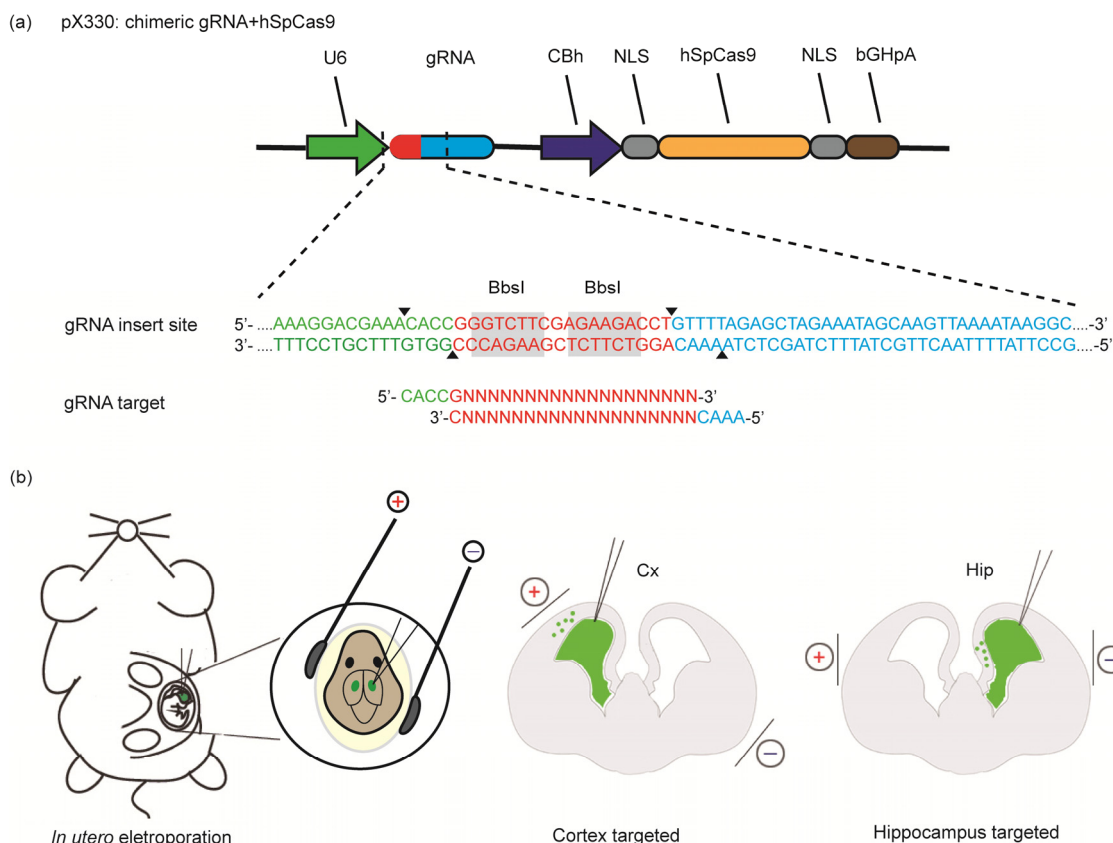 (a) pX330: chimeric gRNA+hSpCas9
U6 gRNA CBh NLS hSpCas9 NLS bGHpA
BbsI BbsI
gRNA insert site 5'- ....AAAGGACGAAACACCGGGTCTTCGAGAAGACCTGTTTTAGAGCTAGAAATAGCAAGTTAAAATAAGGC....-3'
3'- ....TTTCCTGCTTTGTGGCCCAGAAGCTCTTCTGGACAAAATCTCGATCTTTATCGTTCAATTTTATTCCG....-5'
gRNA target 5'- CACCGNNNNNNNNNNNNNNNNNNN-3'
3'-CNNNNNNNNNNNNNNNNNNNCAAA-5'
(b)
+ −
+ Cx −
+ Hip −
In utero eletroporation Cortex targeted Hippocampus targeted